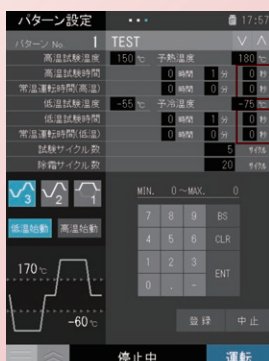 パターン設定 ••• 17:57
パターン No. 1 TEST
高温試験温度 150 ℃ 予熱温度 180 ℃
高温試験時間 0 時間 1 分 0 秒
常温運転時間(高温) 0 時間 0 分 0 秒
低温試験温度 -55 ℃ 予冷温度 -75 ℃
低温試験時間 0 時間 1 分 0 秒
常温運転時間(低温) 0 時間 0 分 0 秒
試験サイクル数 5 サイクル
除霜サイクル数 20 サイクル
3 2 1
MIN. 0~MAX. 0
低温始動 高温始動
7 8 9 BS
4 5 6 CLR
1 2 3 ENT
0 . -
170℃
-60℃
登録 中止
停止中 運転